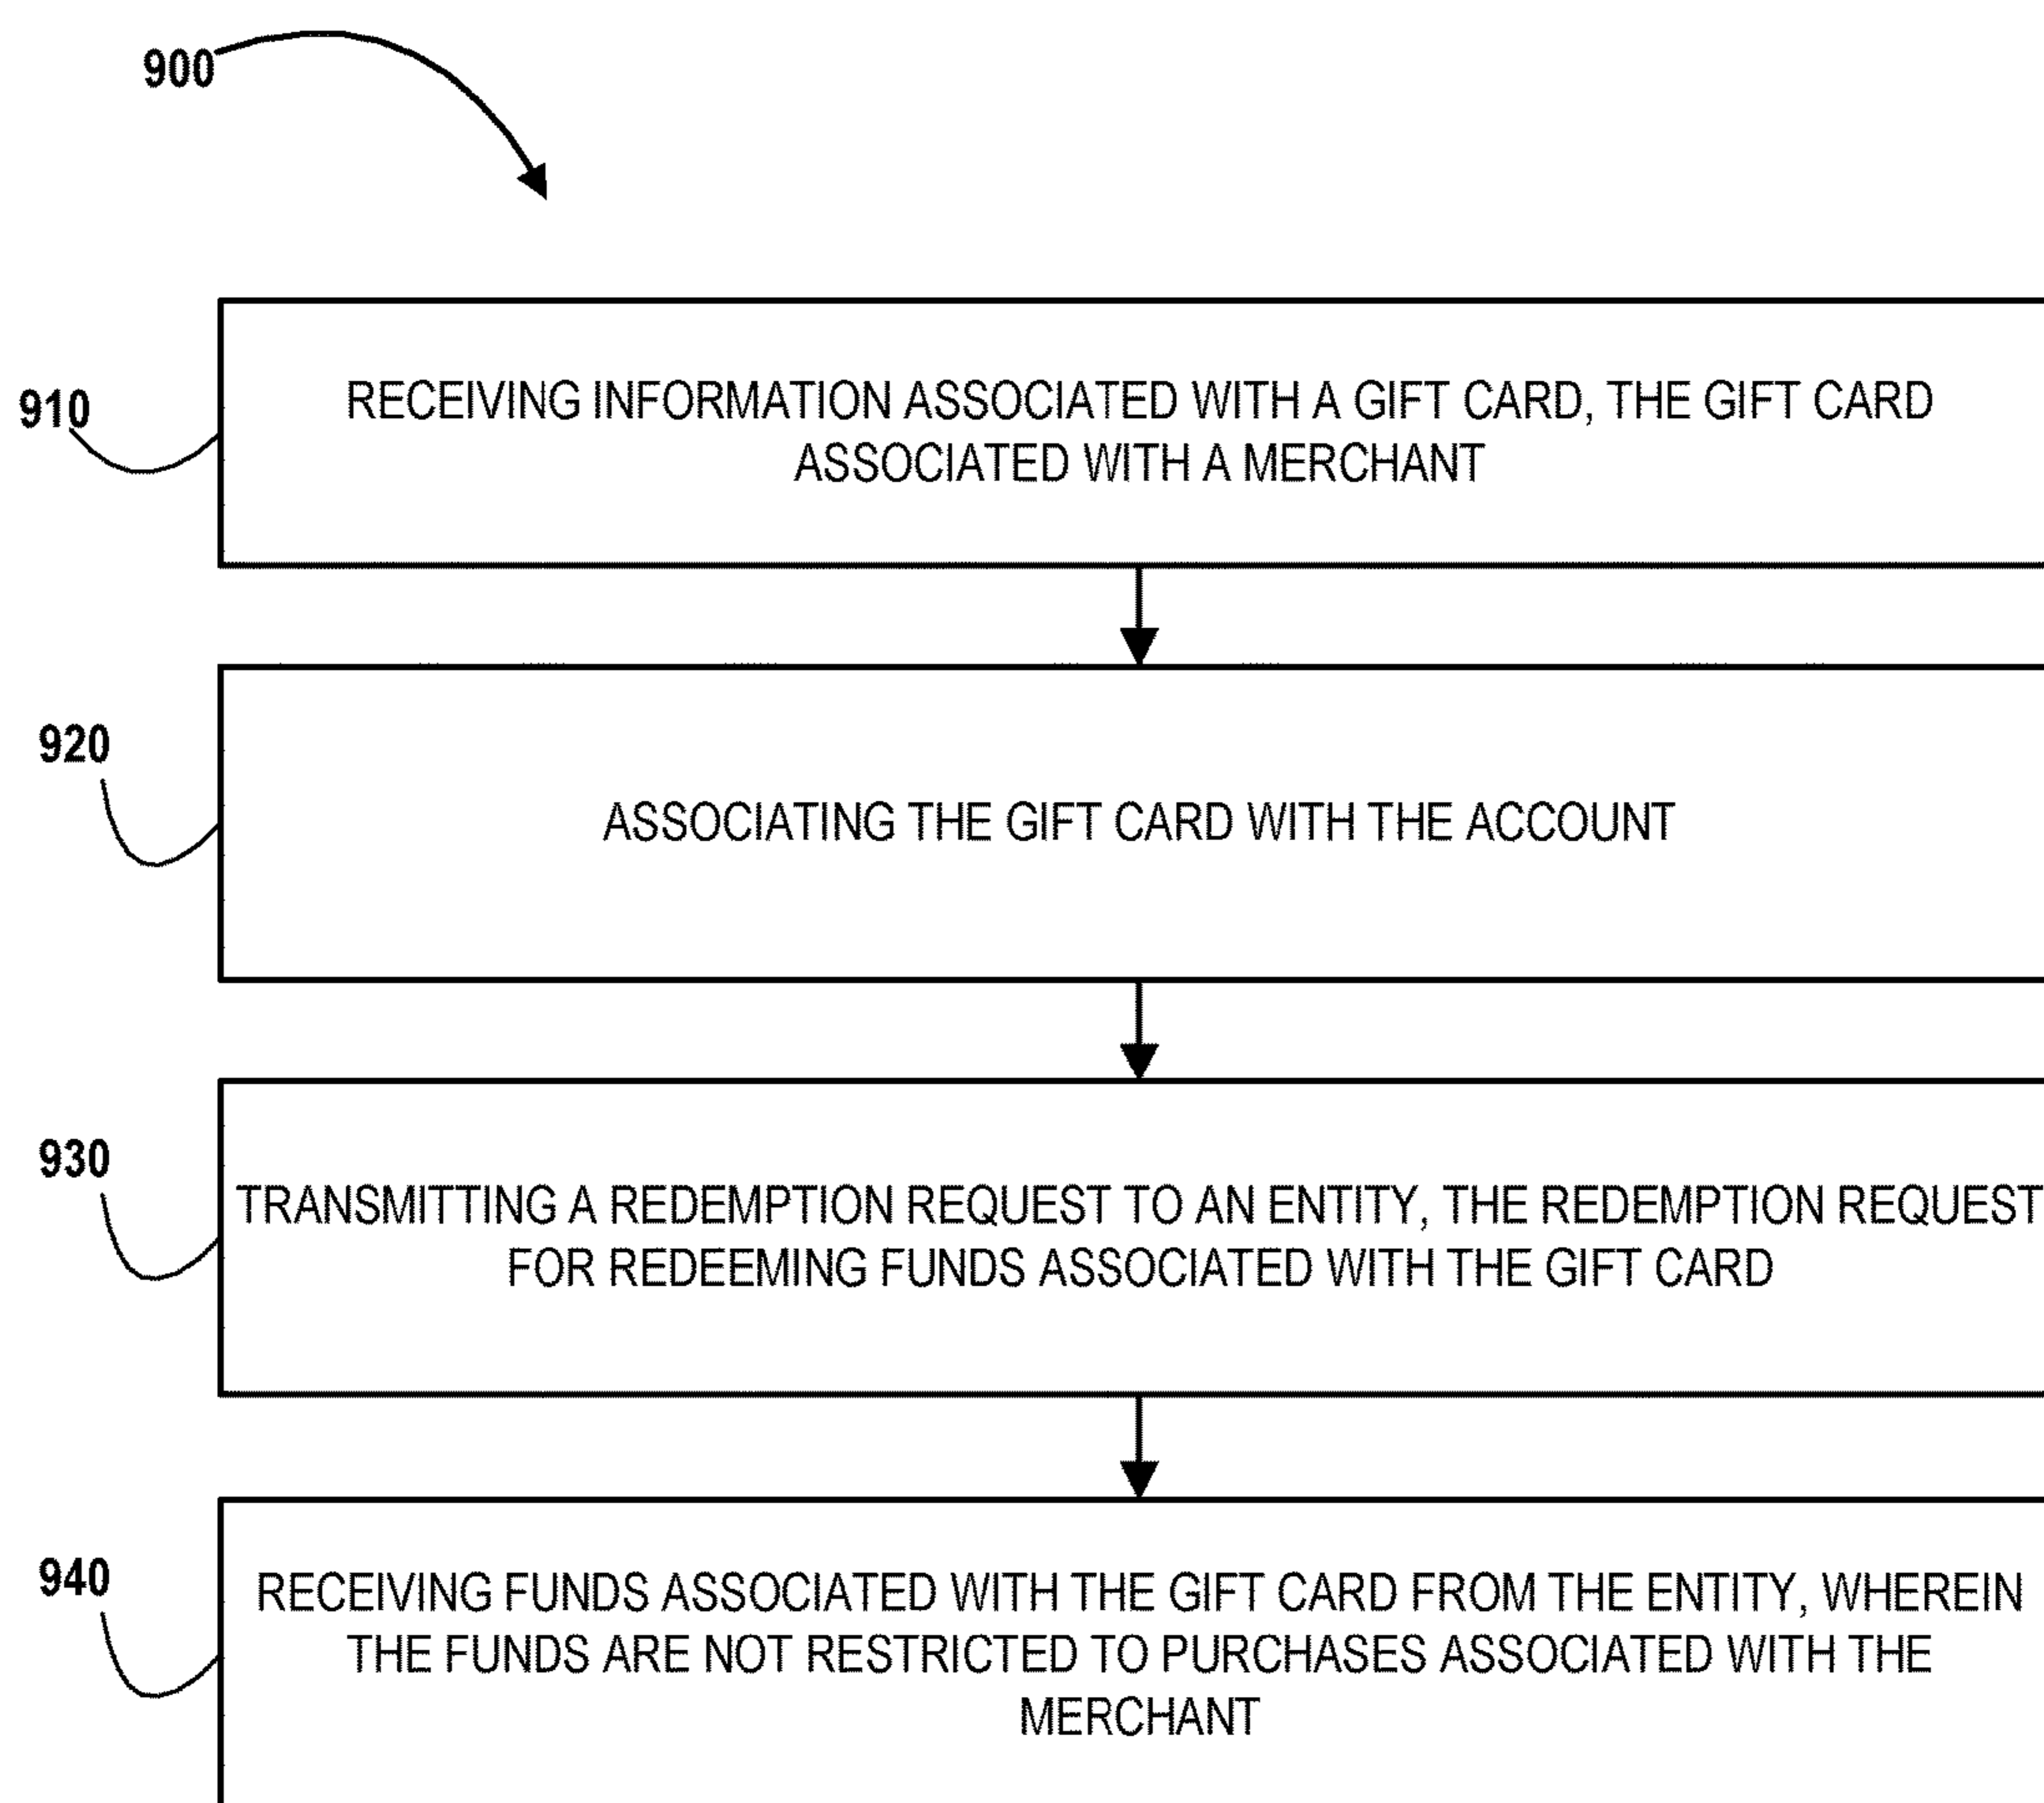 900
910
RECEIVING INFORMATION ASSOCIATED WITH A GIFT CARD, THE GIFT CARD
ASSOCIATED WITH A MERCHANT
920
ASSOCIATING THE GIFT CARD WITH THE ACCOUNT
930
TRANSMITTING A REDEMPTION REQUEST TO AN ENTITY, THE REDEMPTION REQUEST
FOR REDEEMING FUNDS ASSOCIATED WITH THE GIFT CARD
940
RECEIVING FUNDS ASSOCIATED WITH THE GIFT CARD FROM THE ENTITY, WHEREIN
THE FUNDS ARE NOT RESTRICTED TO PURCHASES ASSOCIATED WITH THE
MERCHANT